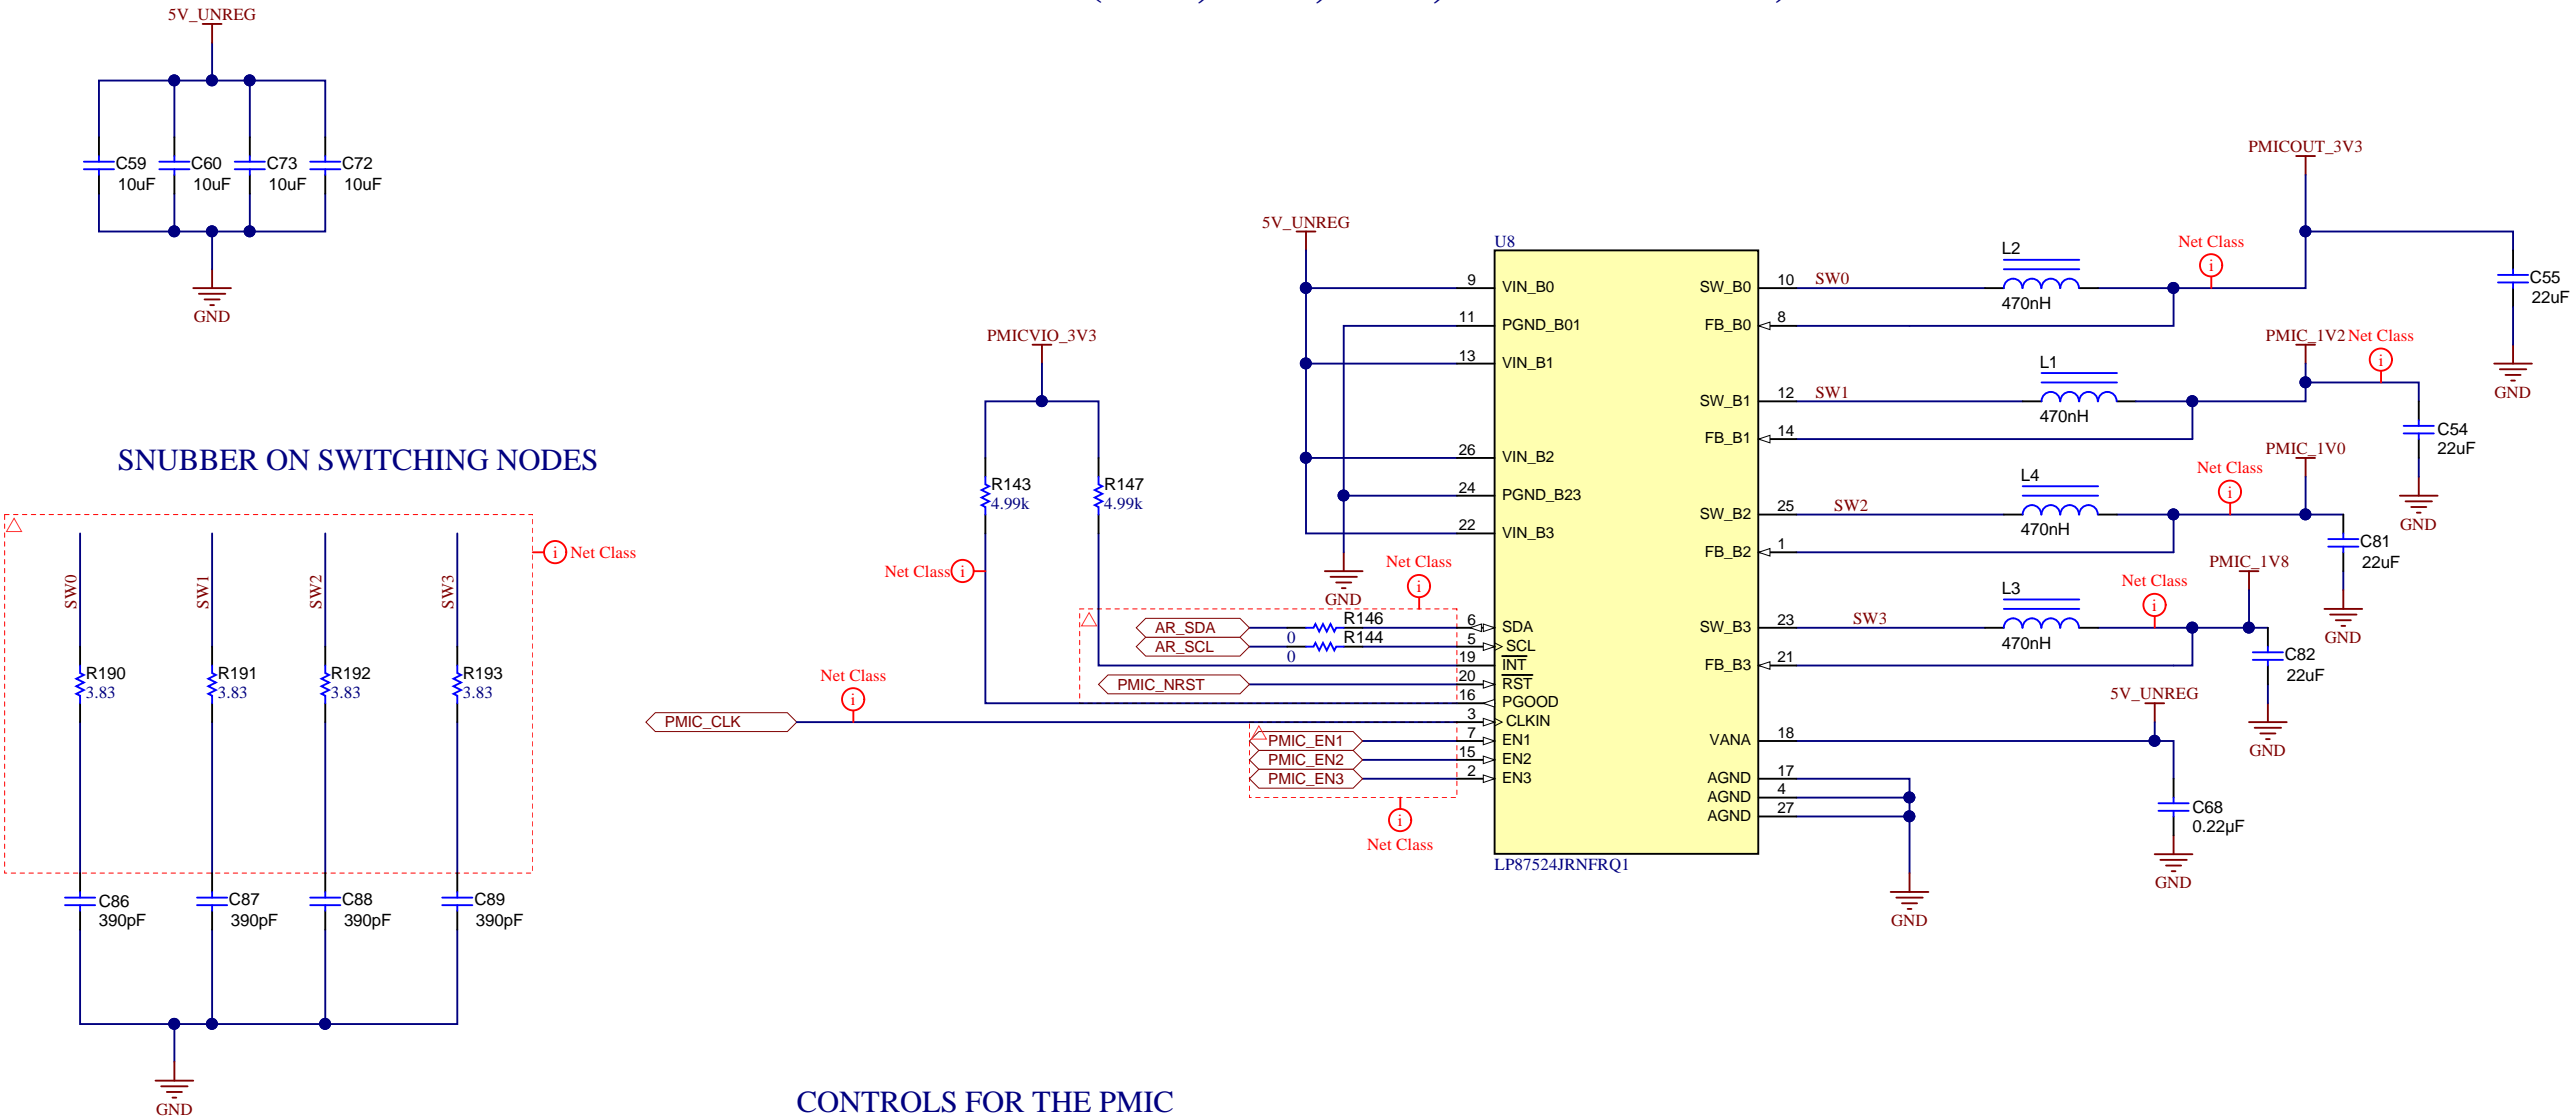 5V_UNREG
C59
10uF
C60
10uF
C73
10uF
C72
10uF
GND
SNUBBER ON SWITCHING NODES
Net Class
SW0
SW1
SW2
SW3
R190
3.83
R191
3.83
R192
3.83
R193
3.83
C86
390pF
C87
390pF
C88
390pF
C89
390pF
GND
PMICVIO_3V3
R143
4.99k
R147
4.99k
Net Class
5V_UNREG
GND
Net Class
AR_SDA
0
R146
AR_SCL
0
R144
PMIC_NRST
Net Class
PMIC_CLK
PMIC_EN1
PMIC_EN2
PMIC_EN3
Net Class
U8
9 VIN_B0
11 PGND_B01
13 VIN_B1
26 VIN_B2
24 PGND_B23
22 VIN_B3
6 SDA
5 SCL
19 INT
20 RST
16 PGOOD
3 CLKIN
7 EN1
15 EN2
2 EN3
SW_B0 10 SW0
FB_B0 8
SW_B1 12 SW1
FB_B1 14
SW_B2 25 SW2
FB_B2 1
SW_B3 23 SW3
FB_B3 21
VANA 18
AGND 17
AGND 4
AGND 27
LP87524JRNFRQ1
L2
470nH
Net Class
PMICOUT_3V3
C55
22uF
GND
L1
470nH
PMIC_1V2
Net Class
C54
22uF
GND
L4
470nH
Net Class
PMIC_1V0
C81
22uF
GND
L3
470nH
Net Class
PMIC_1V8
C82
22uF
GND
5V_UNREG
C68
0.22µF
GND
GND
CONTROLS FOR THE PMIC